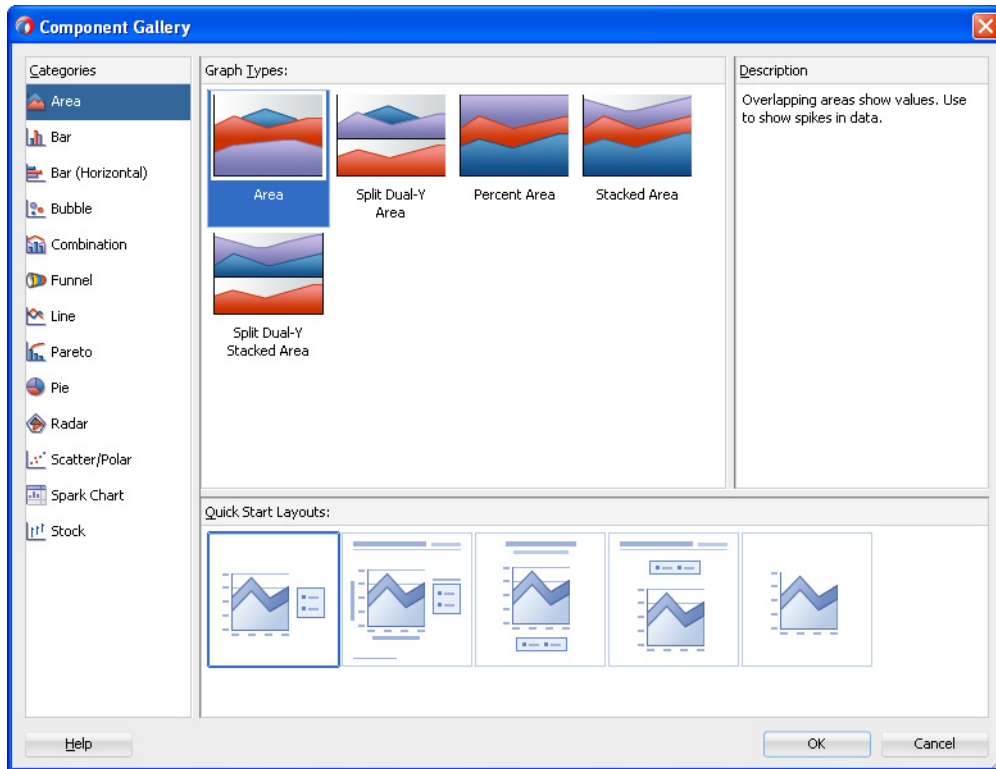 Component Gallery
Categories
Area
Bar
Bar (Horizontal)
Bubble
Combination
Funnel
Line
Pareto
Pie
Radar
Scatter/Polar
Spark Chart
Stock
Graph Types:
Area
Split Dual-Y
Area
Percent Area
Stacked Area
Split Dual-Y
Stacked Area
Description
Overlapping areas show values. Use
to show spikes in data.
Quick Start Layouts:
Help
OK
Cancel